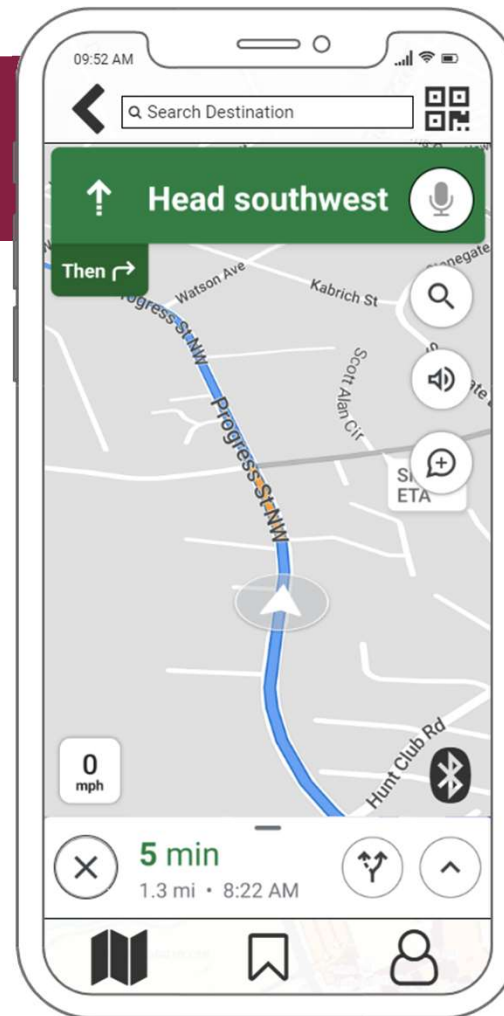 09:52 AM
Search Destination
Head southwest
Then
Watson Ave
Kabrich St
Progress St NW
Scott Alan Cir
Progress St NW
ETA
Hunt Club Rd
0
mph
5 min
1.3 mi • 8:22 AM